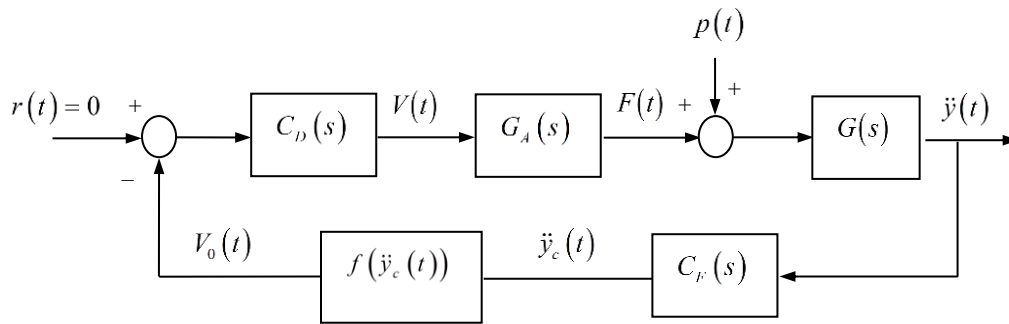 p(t)
r(t) = 0 + C_D(s) V(t) G_A(s) F(t) + + G(s) ÿ(t)
−
V_0(t) f(ÿ_c(t)) ÿ_c(t) C_F(s)